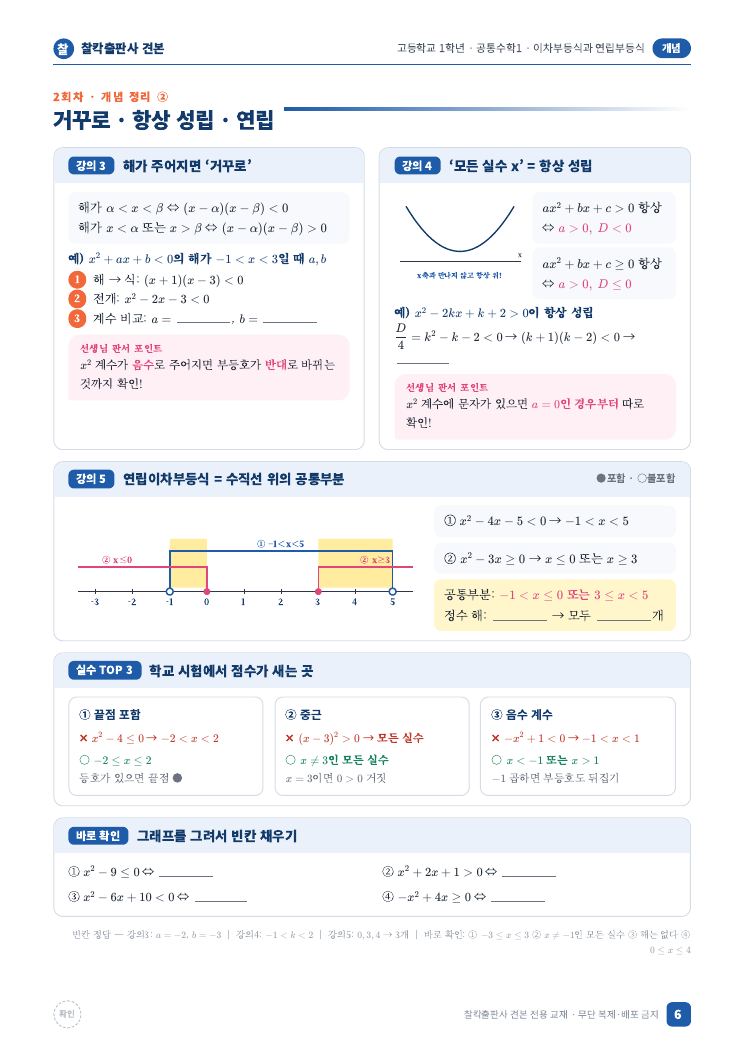 찰 찰칵출판사 견본
고등학교 1학년 · 공통수학1 · 이차부등식과 연립부등식 개념
2회차 · 개념 정리 ②
거꾸로 · 항상 성립 · 연립
강의 3 해가 주어지면 ‘거꾸로’
해가 α < x < β ⇔ (x − α)(x − β) < 0
해가 x < α 또는 x > β ⇔ (x − α)(x − β) > 0
예) x² + ax + b < 0의 해가 −1 < x < 3일 때 a, b
1 해 → 식: (x + 1)(x − 3) < 0
2 전개: x² − 2x − 3 < 0
3 계수 비교: a = ________, b = ________
선생님 판서 포인트
x² 계수가 음수로 주어지면 부등호가 반대로 바뀌는
것까지 확인!
강의 4 ‘모든 실수 x’ = 항상 성립
x
x축과 만나지 않고 항상 위!
ax² + bx + c > 0 항상
⇔ a > 0, D < 0
ax² + bx + c ≥ 0 항상
⇔ a > 0, D ≤ 0
예) x² − 2kx + k + 2 > 0이 항상 성립
D/4 = k² − k − 2 < 0 → (k + 1)(k − 2) < 0 →
________
선생님 판서 포인트
x² 계수에 문자가 있으면 a = 0인 경우부터 따로
확인!
강의 5 연립이차부등식 = 수직선 위의 공통부분
●포함 · ○불포함
① −1<x<5
② x≤0
② x≥3
-3 -2 -1 0 1 2 3 4 5
① x² − 4x − 5 < 0 → −1 < x < 5
② x² − 3x ≥ 0 → x ≤ 0 또는 x ≥ 3
공통부분: −1 < x ≤ 0 또는 3 ≤ x < 5
정수 해: ________ → 모두 ________개
실수 TOP 3 학교 시험에서 점수가 새는 곳
① 끝점 포함
✕ x² − 4 ≤ 0 → −2 < x < 2
○ −2 ≤ x ≤ 2
등호가 있으면 끝점 ●
② 중근
✕ (x − 3)² > 0 → 모든 실수
○ x ≠ 3인 모든 실수
x = 3이면 0 > 0 거짓
③ 음수 계수
✕ −x² + 1 < 0 → −1 < x < 1
○ x < −1 또는 x > 1
−1 곱하면 부등호도 뒤집기
바로 확인 그래프를 그려서 빈칸 채우기
① x² − 9 ≤ 0 ⇔ ________
② x² + 2x + 1 > 0 ⇔ ________
③ x² − 6x + 10 < 0 ⇔ ________
④ −x² + 4x ≥ 0 ⇔ ________
빈칸 정답 — 강의3: a = −2, b = −3 | 강의4: −1 < k < 2 | 강의5: 0, 3, 4 → 3개 | 바로 확인: ① −3 ≤ x ≤ 3 ② x ≠ −1인 모든 실수 ③ 해는 없다 ④
0 ≤ x ≤ 4
확인
찰칵출판사 견본 전용 교재 · 무단 복제·배포 금지 6